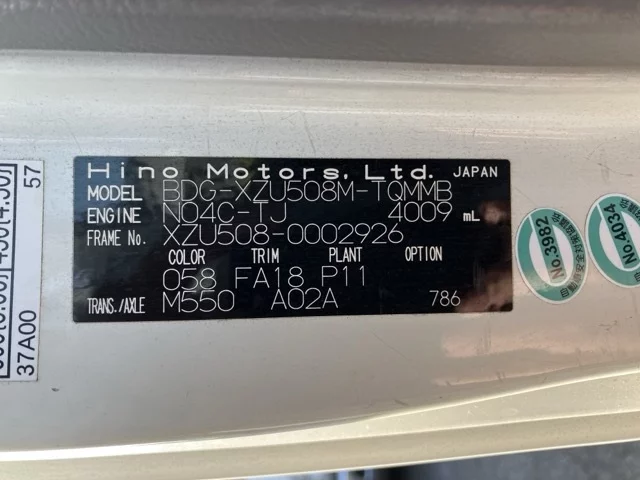 Hino Motors, Ltd. JAPAN
MODEL BDG-XZU508M-TQMMB
ENGINE N04C-TJ 4009 mL
FRAME No. XZU508-0002926
COLOR TRIM PLANT OPTION
058 FA18 P11
TRANS./AXLE M550 A02A 786
37A00 57
No.3982
No.4034